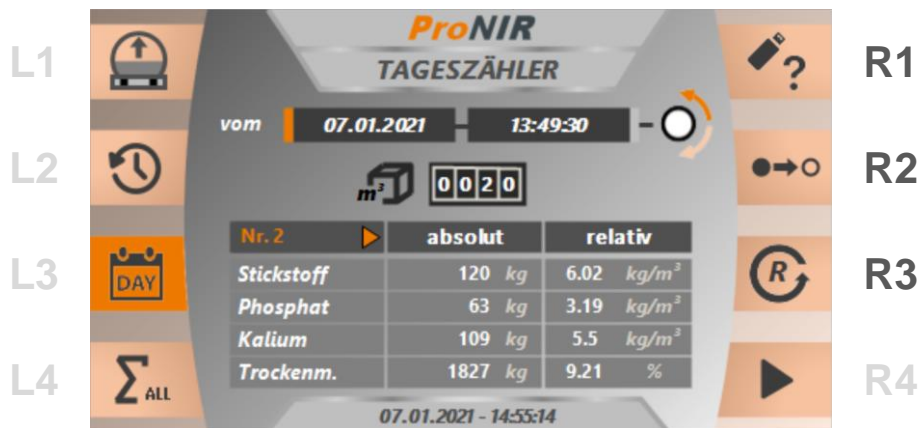 ProNIR
TAGESZÄHLER
L1
R1
?
vom 07.01.2021 13:49:30
L2
R2
m³ 0020
Nr. 2 absolut relativ
L3
DAY
R
R3
Stickstoff 120 kg 6.02 kg/m³
Phosphat 63 kg 3.19 kg/m³
Kalium 109 kg 5.5 kg/m³
L4
Σ ALL
R4
Trockenm. 1827 kg 9.21 %
07.01.2021 - 14:55:14